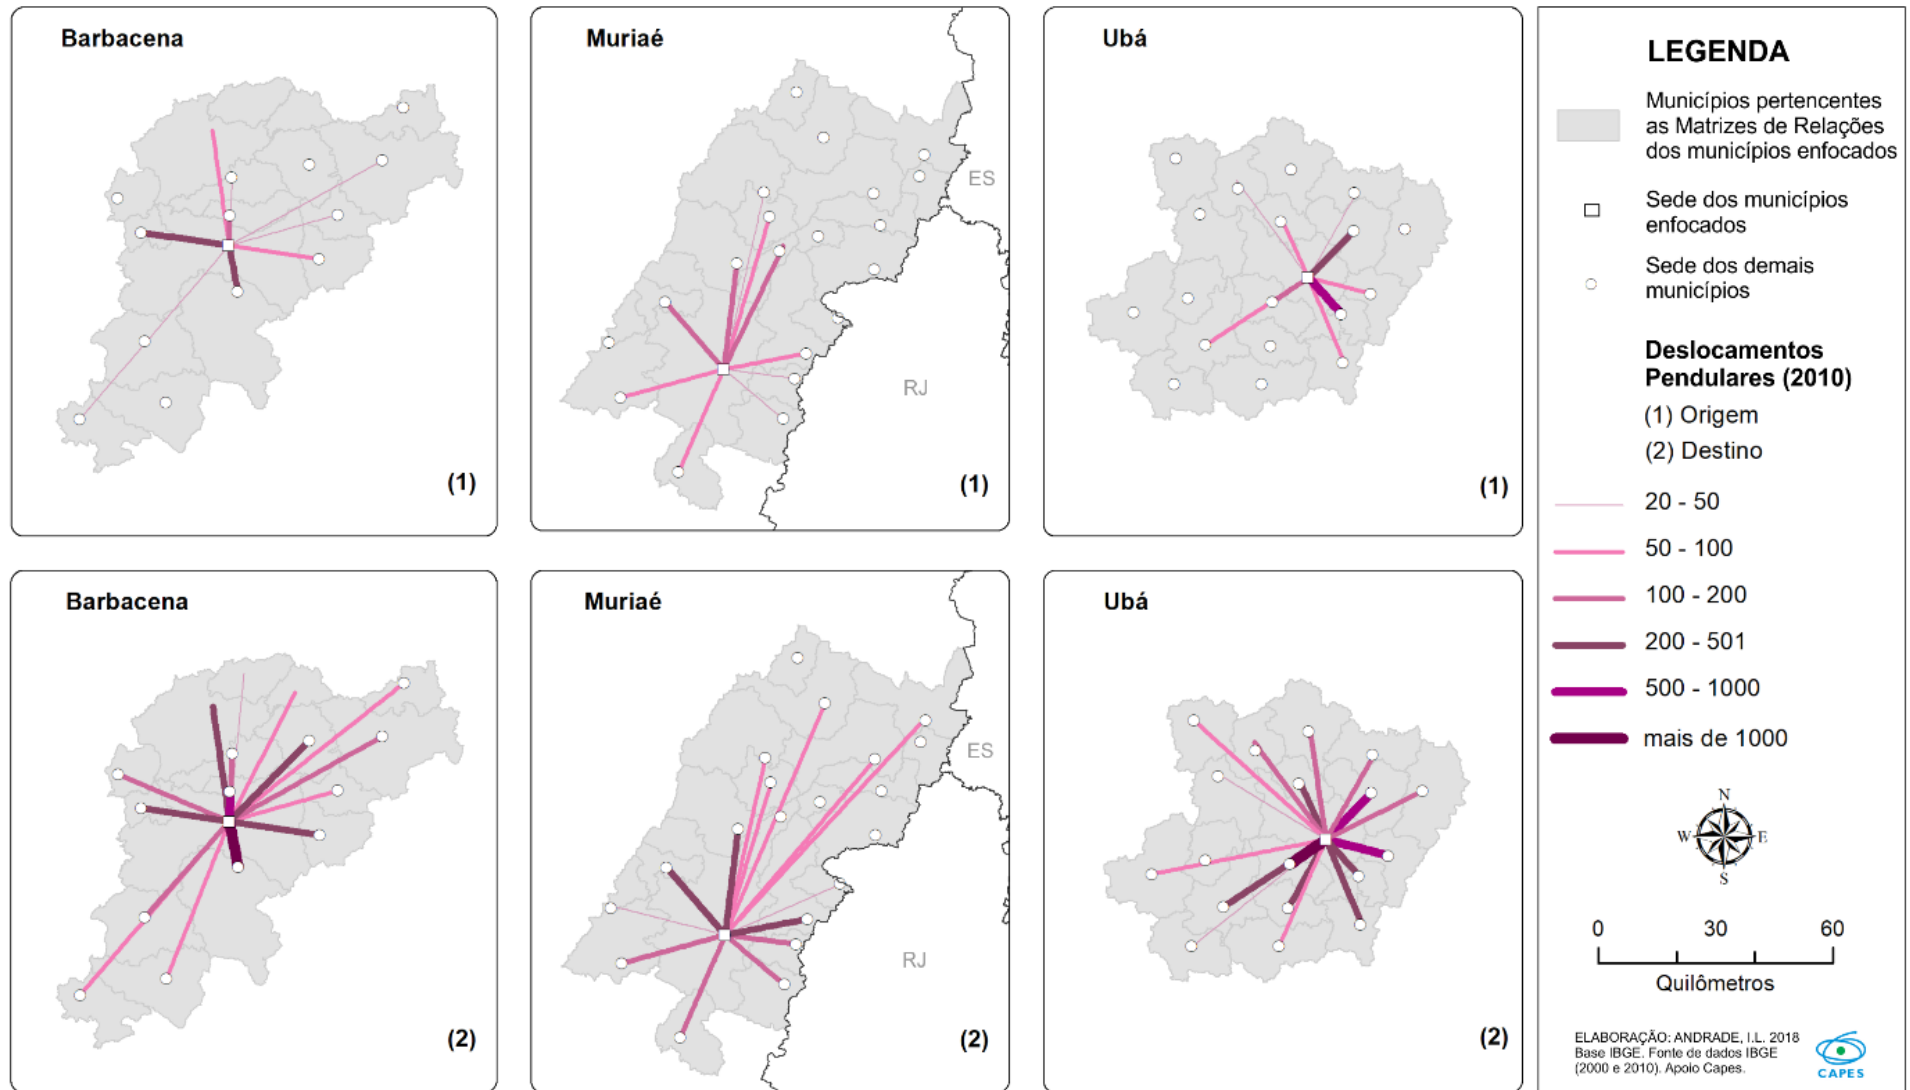 Barbacena
(1)
Muriaé
ES
RJ
(1)
Ubá
(1)
Barbacena
(2)
Muriaé
ES
RJ
(2)
Ubá
(2)
LEGENDA
Municípios pertencentes
as Matrizes de Relações
dos municípios enfocados
Sede dos municípios
enfocados
Sede dos demais
municípios
Deslocamentos
Pendulares (2010)
(1) Origem
(2) Destino
20 - 50
50 - 100
100 - 200
200 - 501
500 - 1000
mais de 1000
N
W E
S
0 30 60
Quilômetros
ELABORAÇÃO: ANDRADE, I.L. 2018
Base IBGE. Fonte de dados IBGE
(2000 e 2010). Apoio Capes.
CAPES